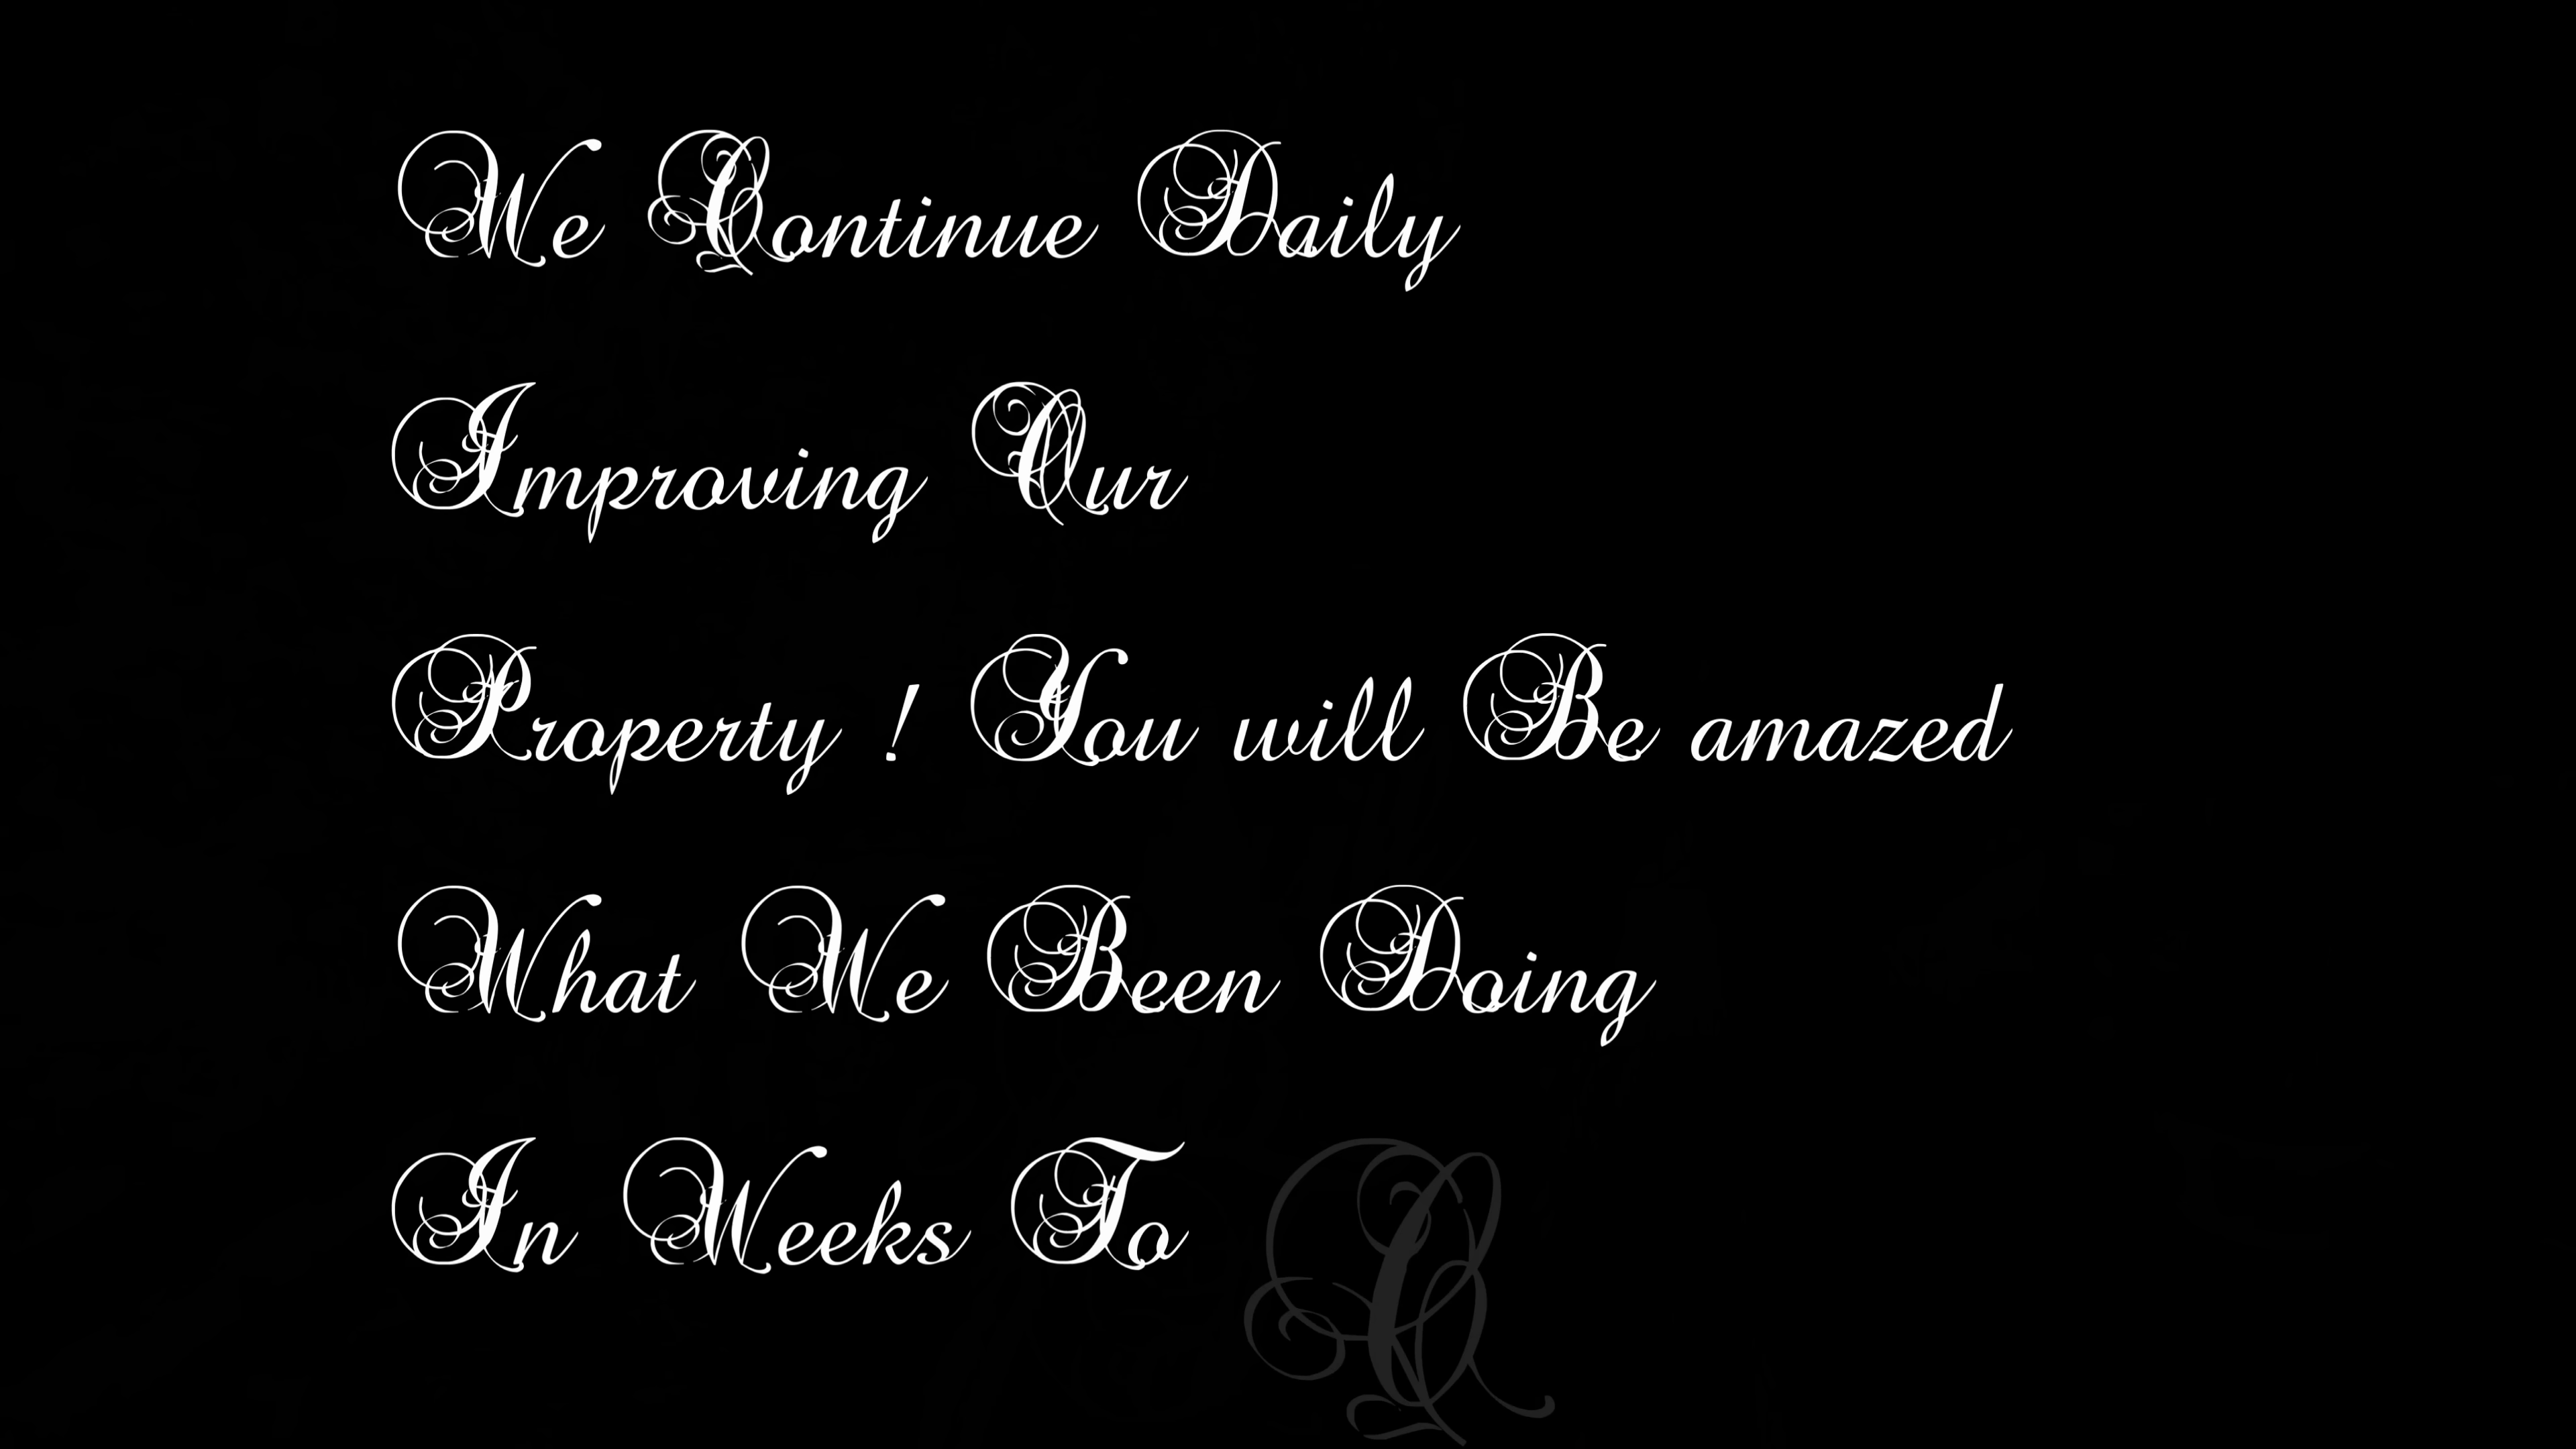 We Continue Daily
Improving Our
Property ! You will Be amazed
What We Been Doing
In Weeks To